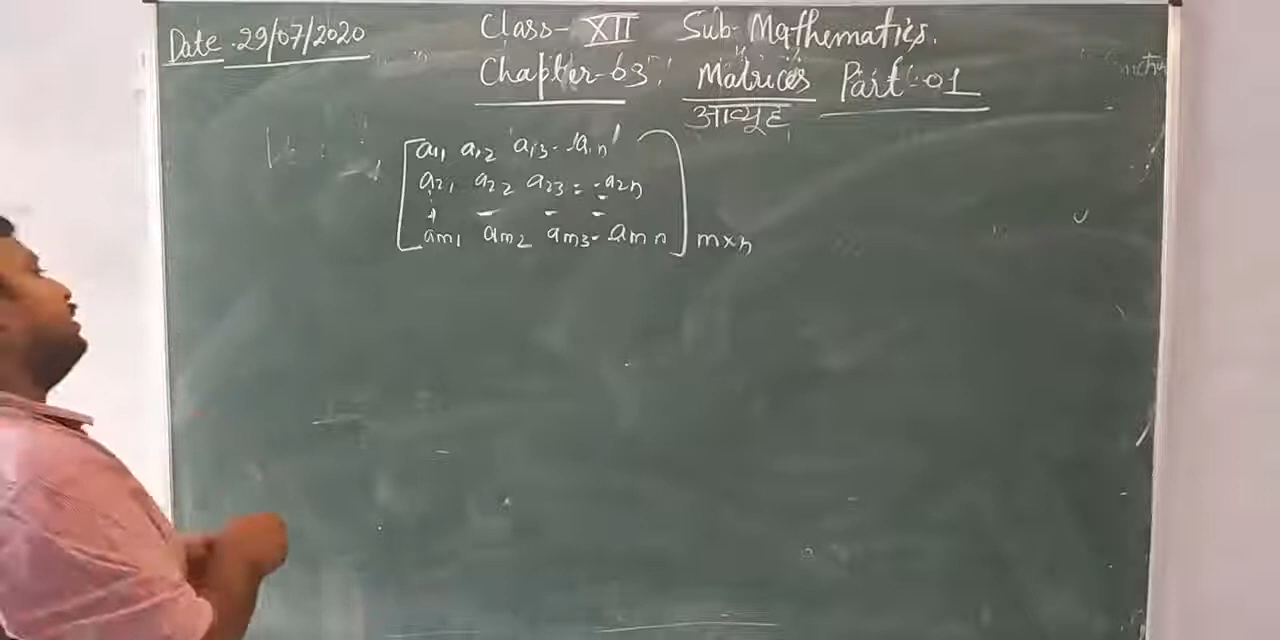 Date. 29/07/2020
Class- XII Sub- Mathematics.
Chapter-03: Matrices Part-01
आव्यूह
a11 a12 a13 - - a1n
a21 a22 a23 = - a2n
am1 am2 am3 - amn m×n